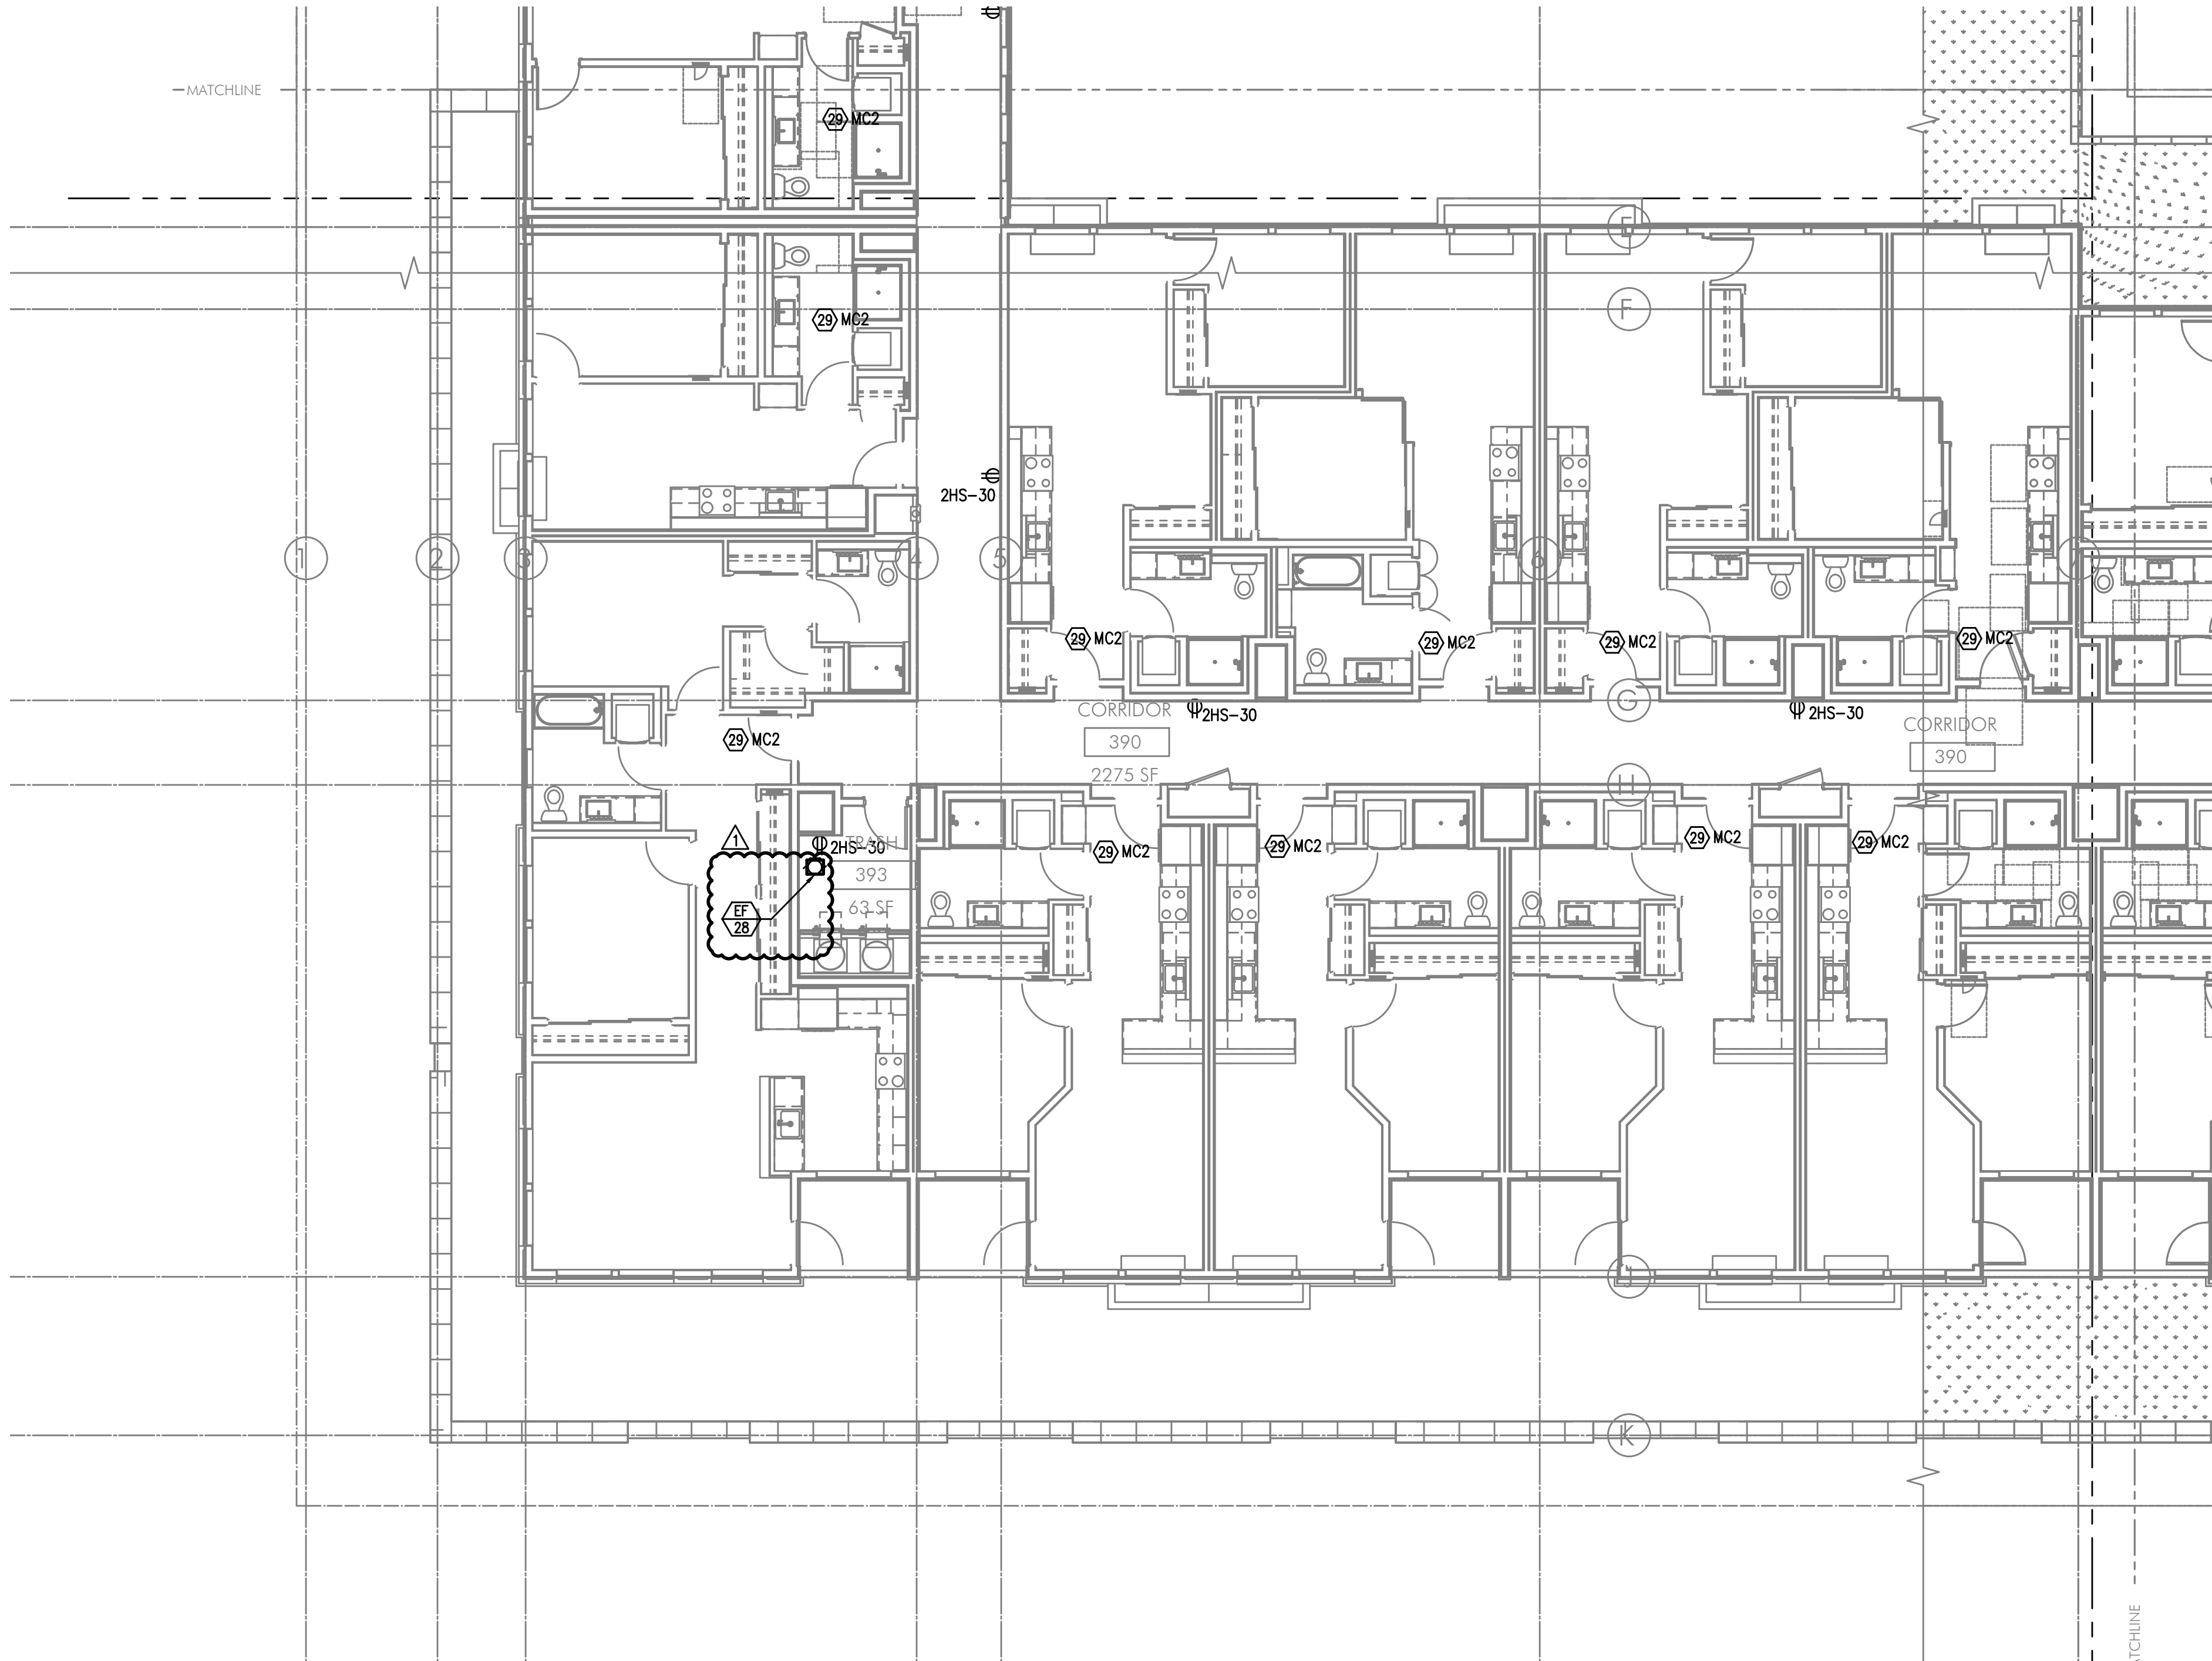 MATCHLINE
29 MC2
E
29 MC2
F
2HS-30
1
2
3
4
5
6
29 MC2
29 MC2
29 MC2
29 MC2
G
CORRIDOR
390
2275 SF
2HS-30
2HS-30
CORRIDOR
390
29 MC2
H
1
2HS-30
TRASH
393
63 SF
EF
28
29 MC2
29 MC2
29 MC2
29 MC2
J
K
ATCHLINE